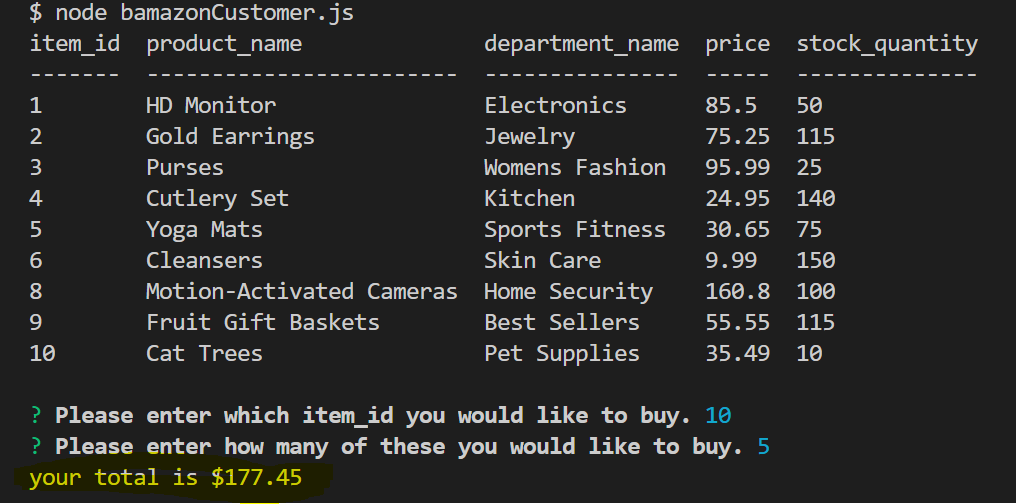 $ node bamazonCustomer.js
item_id  product_name              department_name  price  stock_quantity
-------  ------------------------  ---------------  -----  --------------
1        HD Monitor                Electronics      85.5   50
2        Gold Earrings             Jewelry          75.25  115
3        Purses                    Womens Fashion   95.99  25
4        Cutlery Set               Kitchen          24.95  140
5        Yoga Mats                 Sports Fitness   30.65  75
6        Cleansers                 Skin Care        9.99   150
8        Motion-Activated Cameras  Home Security    160.8  100
9        Fruit Gift Baskets        Best Sellers     55.55  115
10       Cat Trees                 Pet Supplies     35.49  10
? Please enter which item_id you would like to buy. 10
? Please enter how many of these you would like to buy. 5
your total is $177.45